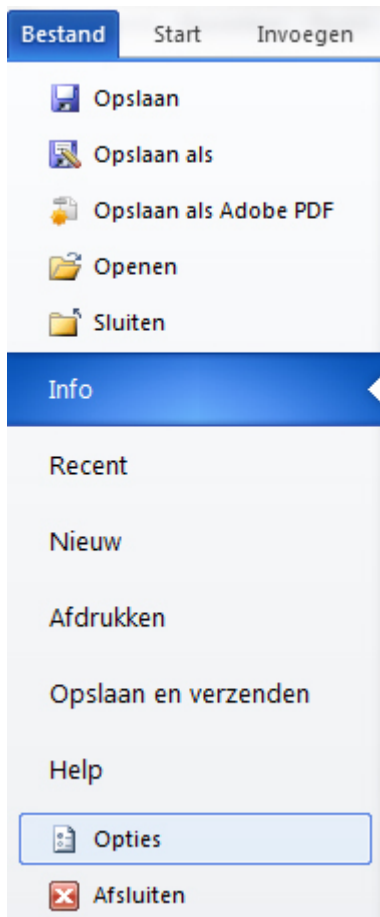 Bestand Start Invoegen
Opslaan
Opslaan als
Opslaan als Adobe PDF
Openen
Sluiten
Info
Recent
Nieuw
Afdrukken
Opslaan en verzenden
Help
Opties
Afsluiten